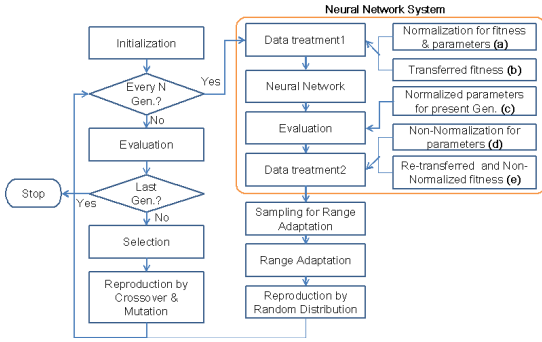 Neural Network System
Initialization
Every N
Gen.?
Yes
No
Evaluation
Last
Gen.?
Yes
Stop
No
Selection
Reproduction by
Crossover &
Mutation
Data treatment1
Neural Network
Evaluation
Data treatment2
Sampling for Range
Adaptation
Range Adaptation
Reproduction by
Random Distribution
Normalization for fitness
& parameters (a)
Transferred fitness (b)
Normalized parameters
for present Gen. (c)
Non-Normalization for
parameters (d)
Re-transferred and Non-
Normalized fitness (e)